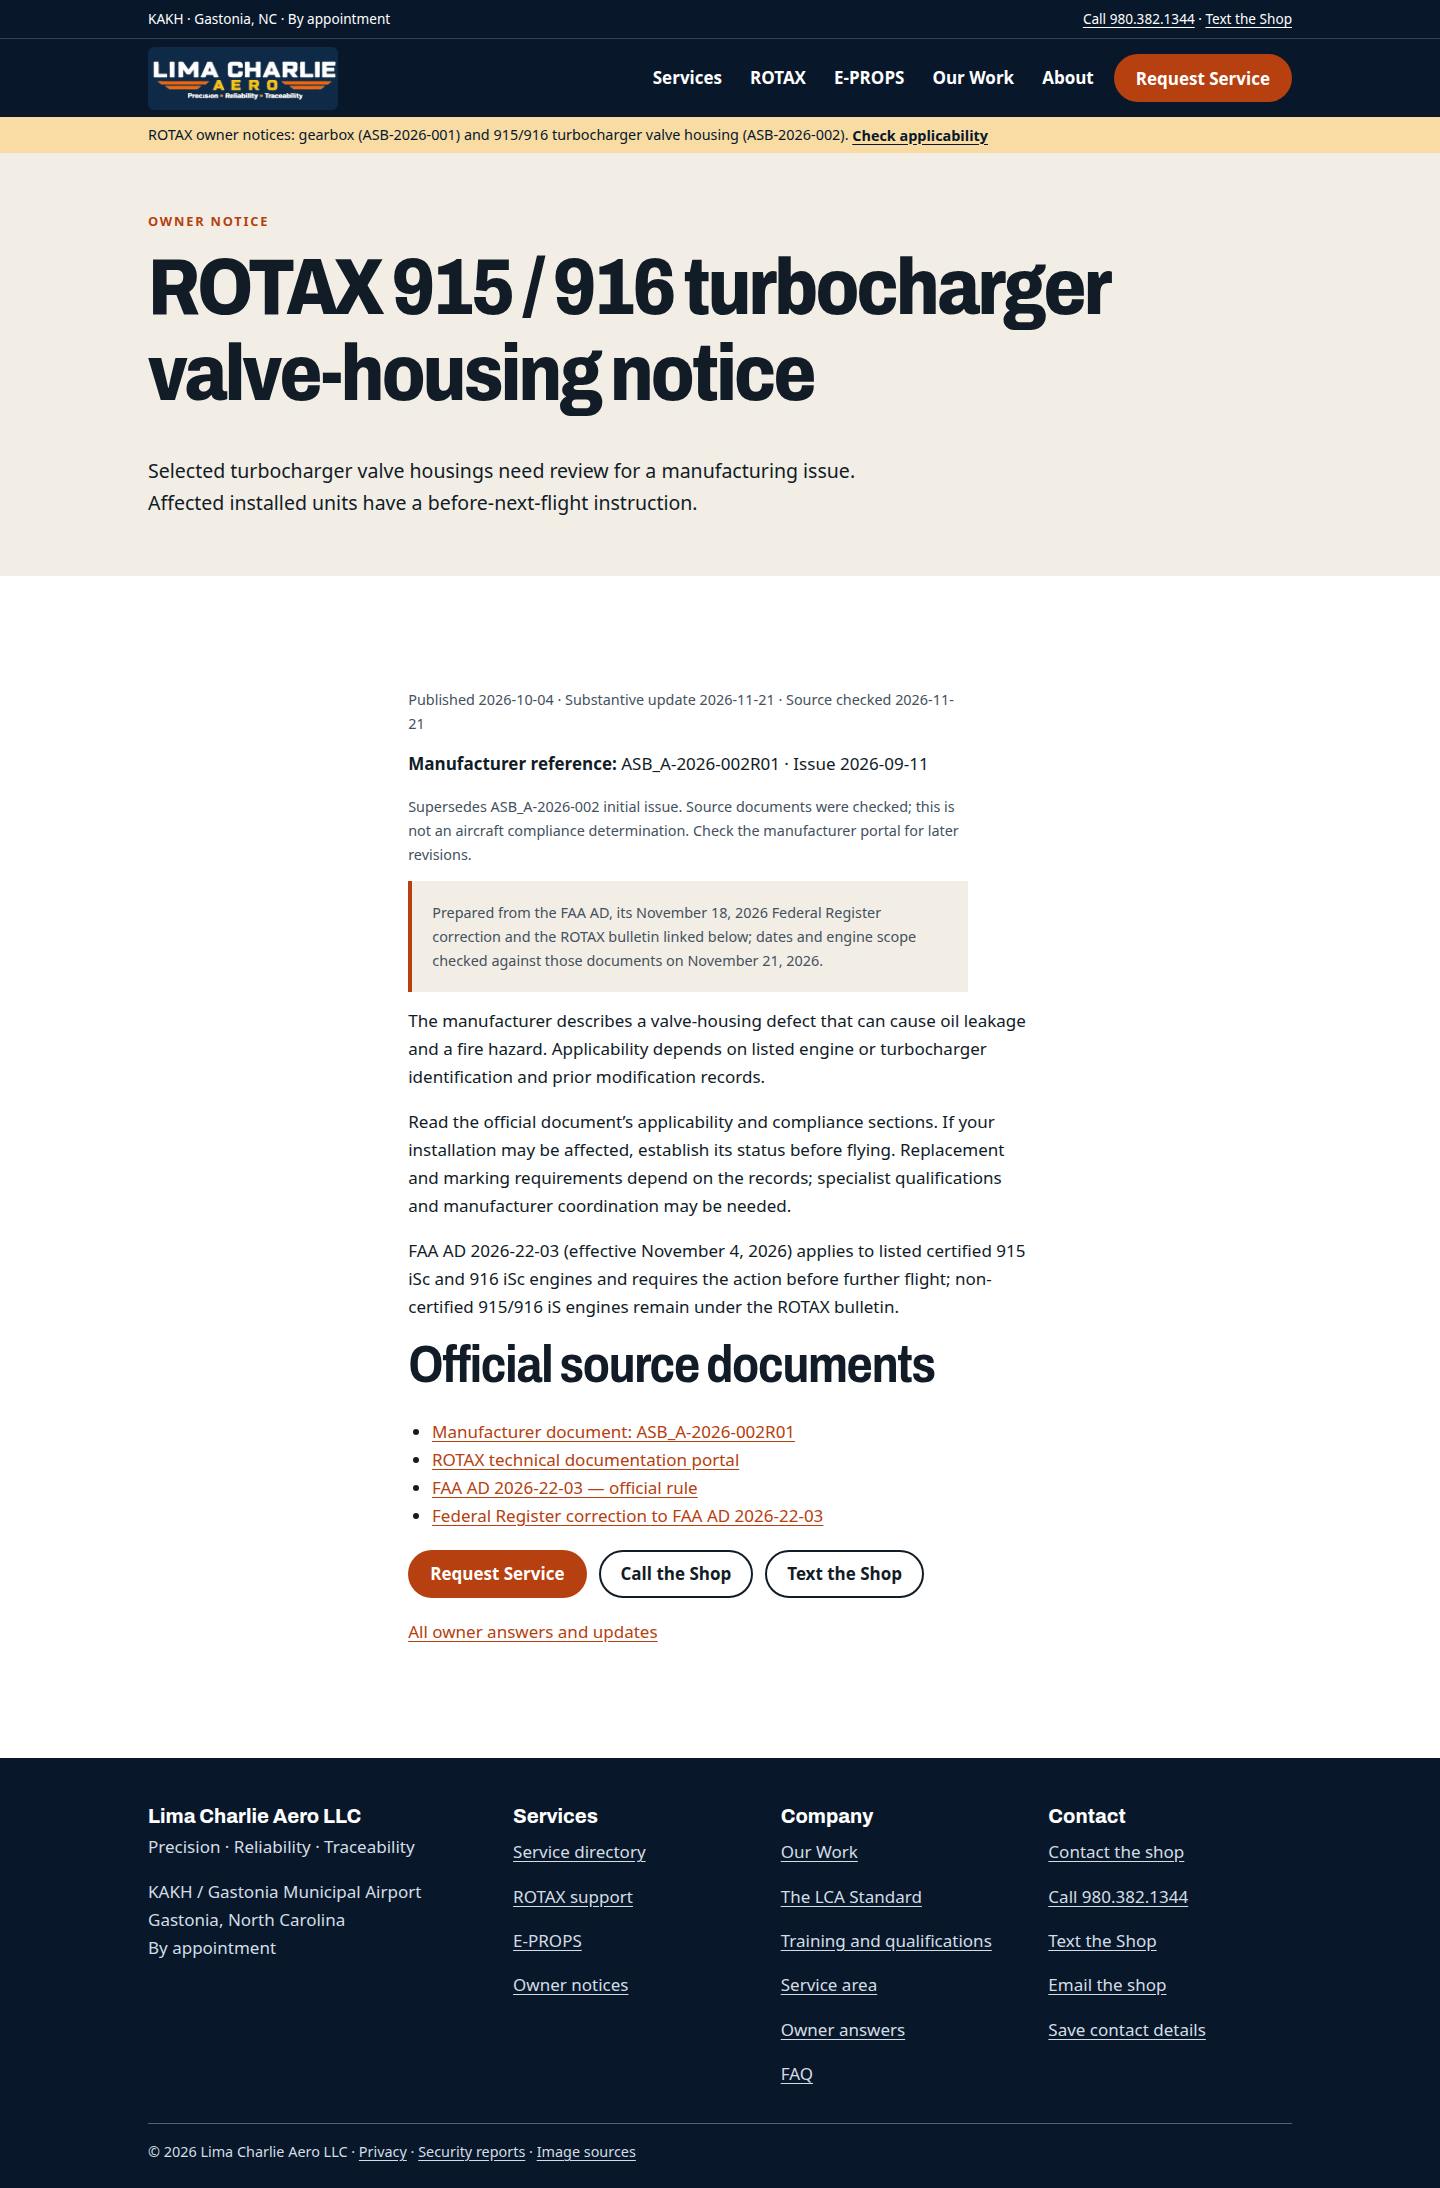 KAKH · Gastonia, NC · By appointment
Call 980.382.1344 · Text the Shop
LIMA CHARLIE
AERO
Precision • Reliability • Traceability
Services ROTAX E-PROPS Our Work About Request Service
ROTAX owner notices: gearbox (ASB-2026-001) and 915/916 turbocharger valve housing (ASB-2026-002). Check applicability
OWNER NOTICE
ROTAX 915 / 916 turbocharger
valve-housing notice
Selected turbocharger valve housings need review for a manufacturing issue.
Affected installed units have a before-next-flight instruction.
Published 2026-10-04 · Substantive update 2026-11-21 · Source checked 2026-11-
21
Manufacturer reference: ASB_A-2026-002R01 · Issue 2026-09-11
Supersedes ASB_A-2026-002 initial issue. Source documents were checked; this is
not an aircraft compliance determination. Check the manufacturer portal for later
revisions.
Prepared from the FAA AD, its November 18, 2026 Federal Register
correction and the ROTAX bulletin linked below; dates and engine scope
checked against those documents on November 21, 2026.
The manufacturer describes a valve-housing defect that can cause oil leakage
and a fire hazard. Applicability depends on listed engine or turbocharger
identification and prior modification records.
Read the official document’s applicability and compliance sections. If your
installation may be affected, establish its status before flying. Replacement
and marking requirements depend on the records; specialist qualifications
and manufacturer coordination may be needed.
FAA AD 2026-22-03 (effective November 4, 2026) applies to listed certified 915
iSc and 916 iSc engines and requires the action before further flight; non-
certified 915/916 iS engines remain under the ROTAX bulletin.
Official source documents
• Manufacturer document: ASB_A-2026-002R01
• ROTAX technical documentation portal
• FAA AD 2026-22-03 — official rule
• Federal Register correction to FAA AD 2026-22-03
Request Service Call the Shop Text the Shop
All owner answers and updates
Lima Charlie Aero LLC
Precision · Reliability · Traceability
KAKH / Gastonia Municipal Airport
Gastonia, North Carolina
By appointment
Services
Service directory
ROTAX support
E-PROPS
Owner notices
Company
Our Work
The LCA Standard
Training and qualifications
Service area
Owner answers
FAQ
Contact
Contact the shop
Call 980.382.1344
Text the Shop
Email the shop
Save contact details
© 2026 Lima Charlie Aero LLC · Privacy · Security reports · Image sources